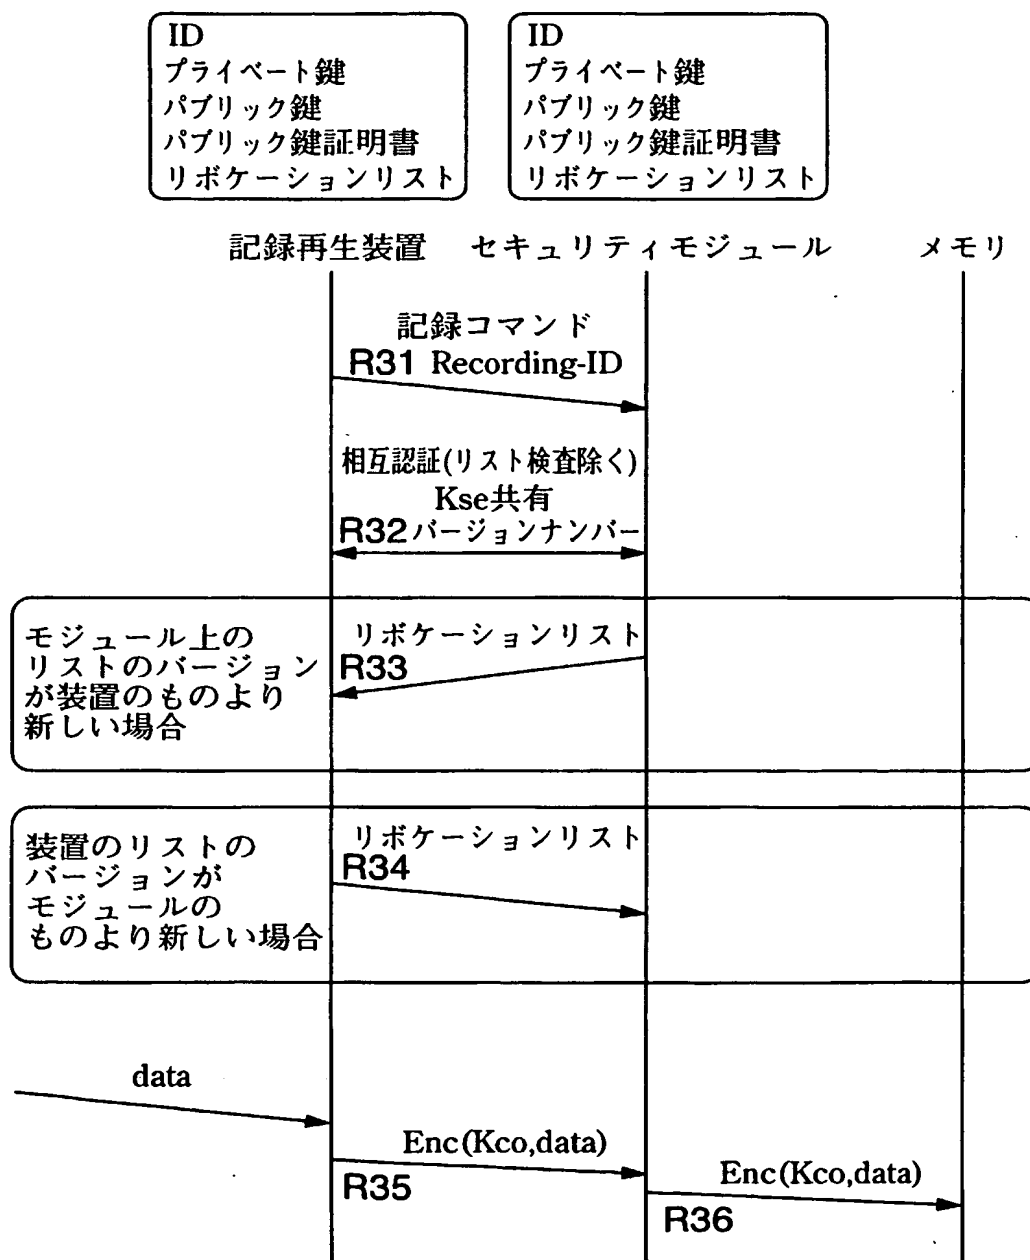 ID
プライベート鍵
パブリック鍵
パブリック鍵証明書
リボケーションリスト
ID
プライベート鍵
パブリック鍵
パブリック鍵証明書
リボケーションリスト
記録再生装置
セキュリティモジュール
メモリ
記録コマンド
R31 Recording-ID
相互認証(リスト検査除く)
Kse共有
R32 バージョンナンバー
モジュール上の
リストのバージョン
が装置のものより
新しい場合
リボケーションリスト
R33
装置のリストの
バージョンが
モジュールの
ものより新しい場合
リボケーションリスト
R34
data
Enc(Kco,data)
R35
Enc(Kco,data)
R36